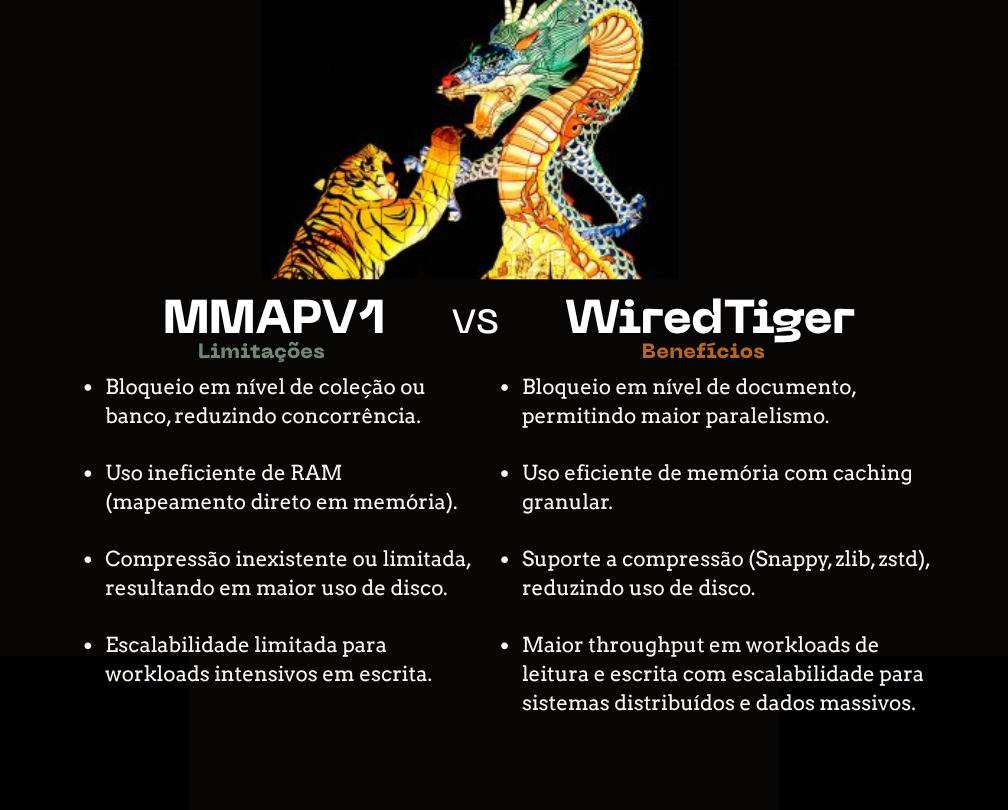 MMAPV1 VS WiredTiger
Limitações
• Bloqueio em nível de coleção ou
banco, reduzindo concorrência.
• Uso ineficiente de RAM
(mapeamento direto em memória).
• Compressão inexistente ou limitada,
resultando em maior uso de disco.
• Escalabilidade limitada para
workloads intensivos em escrita.
Benefícios
• Bloqueio em nível de documento,
permitindo maior paralelismo.
• Uso eficiente de memória com caching
granular.
• Suporte a compressão (Snappy, zlib, zstd),
reduzindo uso de disco.
• Maior throughput em workloads de
leitura e escrita com escalabilidade para
sistemas distribuídos e dados massivos.